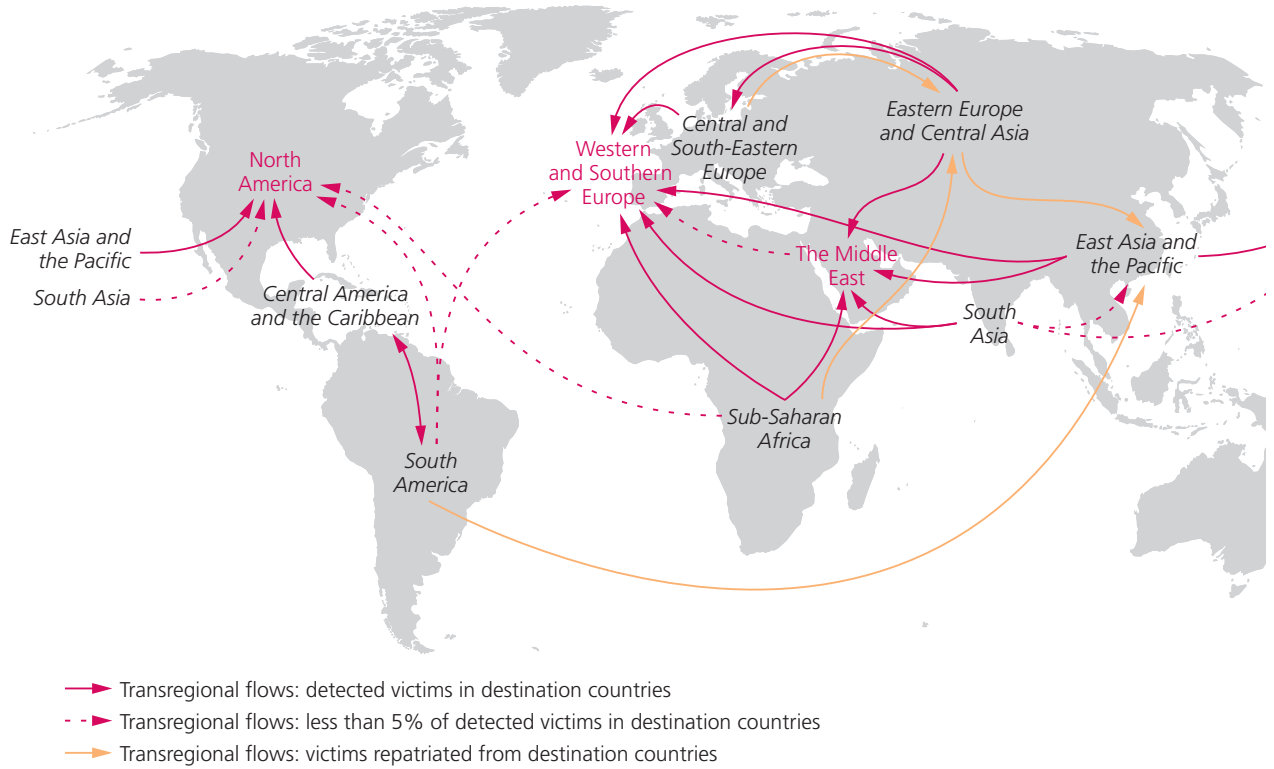 North
America
East Asia and
the Pacific
South Asia
Central America
and the Caribbean
South
America
Western
and Southern
Europe
Central and
South-Eastern
Europe
Eastern Europe
and Central Asia
The Middle
East
East Asia and
the Pacific
South
Asia
Sub-Saharan
Africa
Transregional flows: detected victims in destination countries
Transregional flows: less than 5% of detected victims in destination countries
Transregional flows: victims repatriated from destination countries